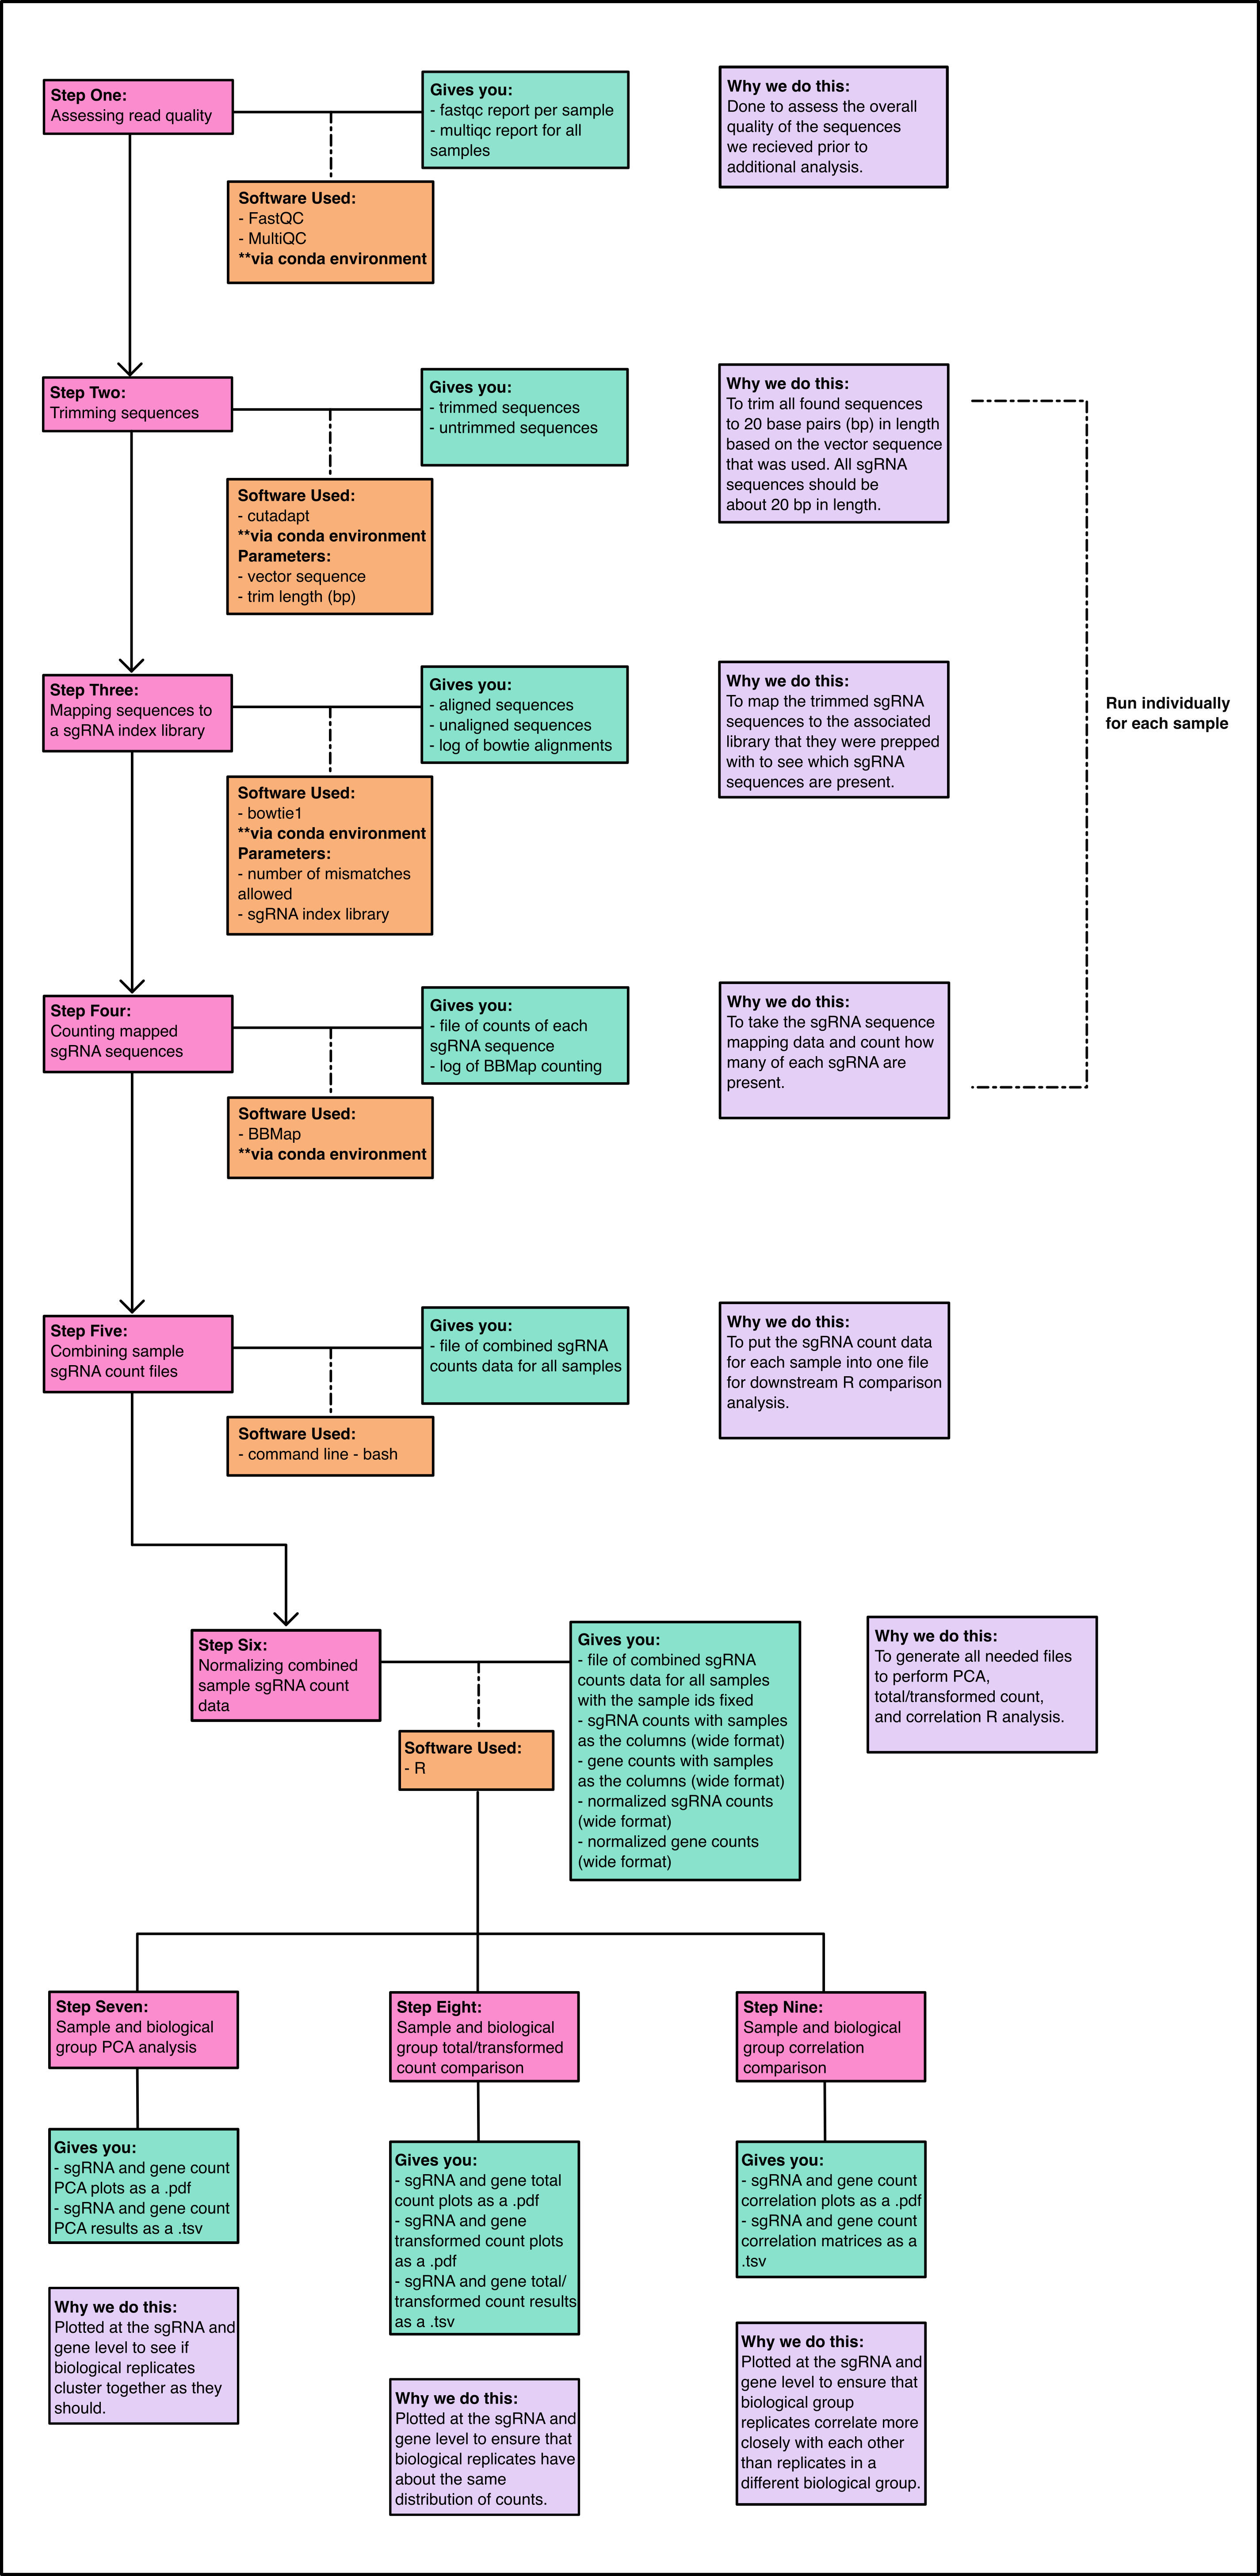 Step One:
Assessing read quality
Gives you:
- fastqc report per sample
- multiqc report for all
samples
Why we do this:
Done to assess the overall
quality of the sequences
we recieved prior to
additional analysis.
Software Used:
- FastQC
- MultiQC
**via conda environment
Step Two:
Trimming sequences
Gives you:
- trimmed sequences
- untrimmed sequences
Why we do this:
To trim all found sequences
to 20 base pairs (bp) in length
based on the vector sequence
that was used. All sgRNA
sequences should be
about 20 bp in length.
Software Used:
- cutadapt
**via conda environment
Parameters:
- vector sequence
- trim length (bp)
Step Three:
Mapping sequences to
a sgRNA index library
Gives you:
- aligned sequences
- unaligned sequences
- log of bowtie alignments
Why we do this:
To map the trimmed sgRNA
sequences to the associated
library that they were prepped
with to see which sgRNA
sequences are present.
Run individually
for each sample
Software Used:
- bowtie1
**via conda environment
Parameters:
- number of mismatches
allowed
- sgRNA index library
Step Four:
Counting mapped
sgRNA sequences
Gives you:
- file of counts of each
sgRNA sequence
- log of BBMap counting
Why we do this:
To take the sgRNA sequence
mapping data and count how
many of each sgRNA are
present.
Software Used:
- BBMap
**via conda environment
Step Five:
Combining sample
sgRNA count files
Gives you:
- file of combined sgRNA
counts data for all samples
Why we do this:
To put the sgRNA count data
for each sample into one file
for downstream R comparison
analysis.
Software Used:
- command line - bash
Step Six:
Normalizing combined
sample sgRNA count
data
Gives you:
- file of combined sgRNA
counts data for all samples
with the sample ids fixed
- sgRNA counts with samples
as the columns (wide format)
- gene counts with samples
as the columns (wide format)
- normalized sgRNA counts
(wide format)
- normalized gene counts
(wide format)
Why we do this:
To generate all needed files
to perform PCA,
total/transformed count,
and correlation R analysis.
Software Used:
- R
Step Seven:
Sample and biological
group PCA analysis
Gives you:
- sgRNA and gene count
PCA plots as a .pdf
- sgRNA and gene count
PCA results as a .tsv
Why we do this:
Plotted at the sgRNA and
gene level to see if
biological replicates
cluster together as they
should.
Step Eight:
Sample and biological
group total/transformed
count comparison
Gives you:
- sgRNA and gene total
count plots as a .pdf
- sgRNA and gene
transformed count plots
as a .pdf
- sgRNA and gene total/
transformed count results
as a .tsv
Why we do this:
Plotted at the sgRNA and
gene level to ensure that
biological replicates have
about the same
distribution of counts.
Step Nine:
Sample and biological
group correlation
comparison
Gives you:
- sgRNA and gene count
correlation plots as a .pdf
- sgRNA and gene count
correlation matrices as a
.tsv
Why we do this:
Plotted at the sgRNA and
gene level to ensure that
biological group
replicates correlate more
closely with each other
than replicates in a
different biological group.